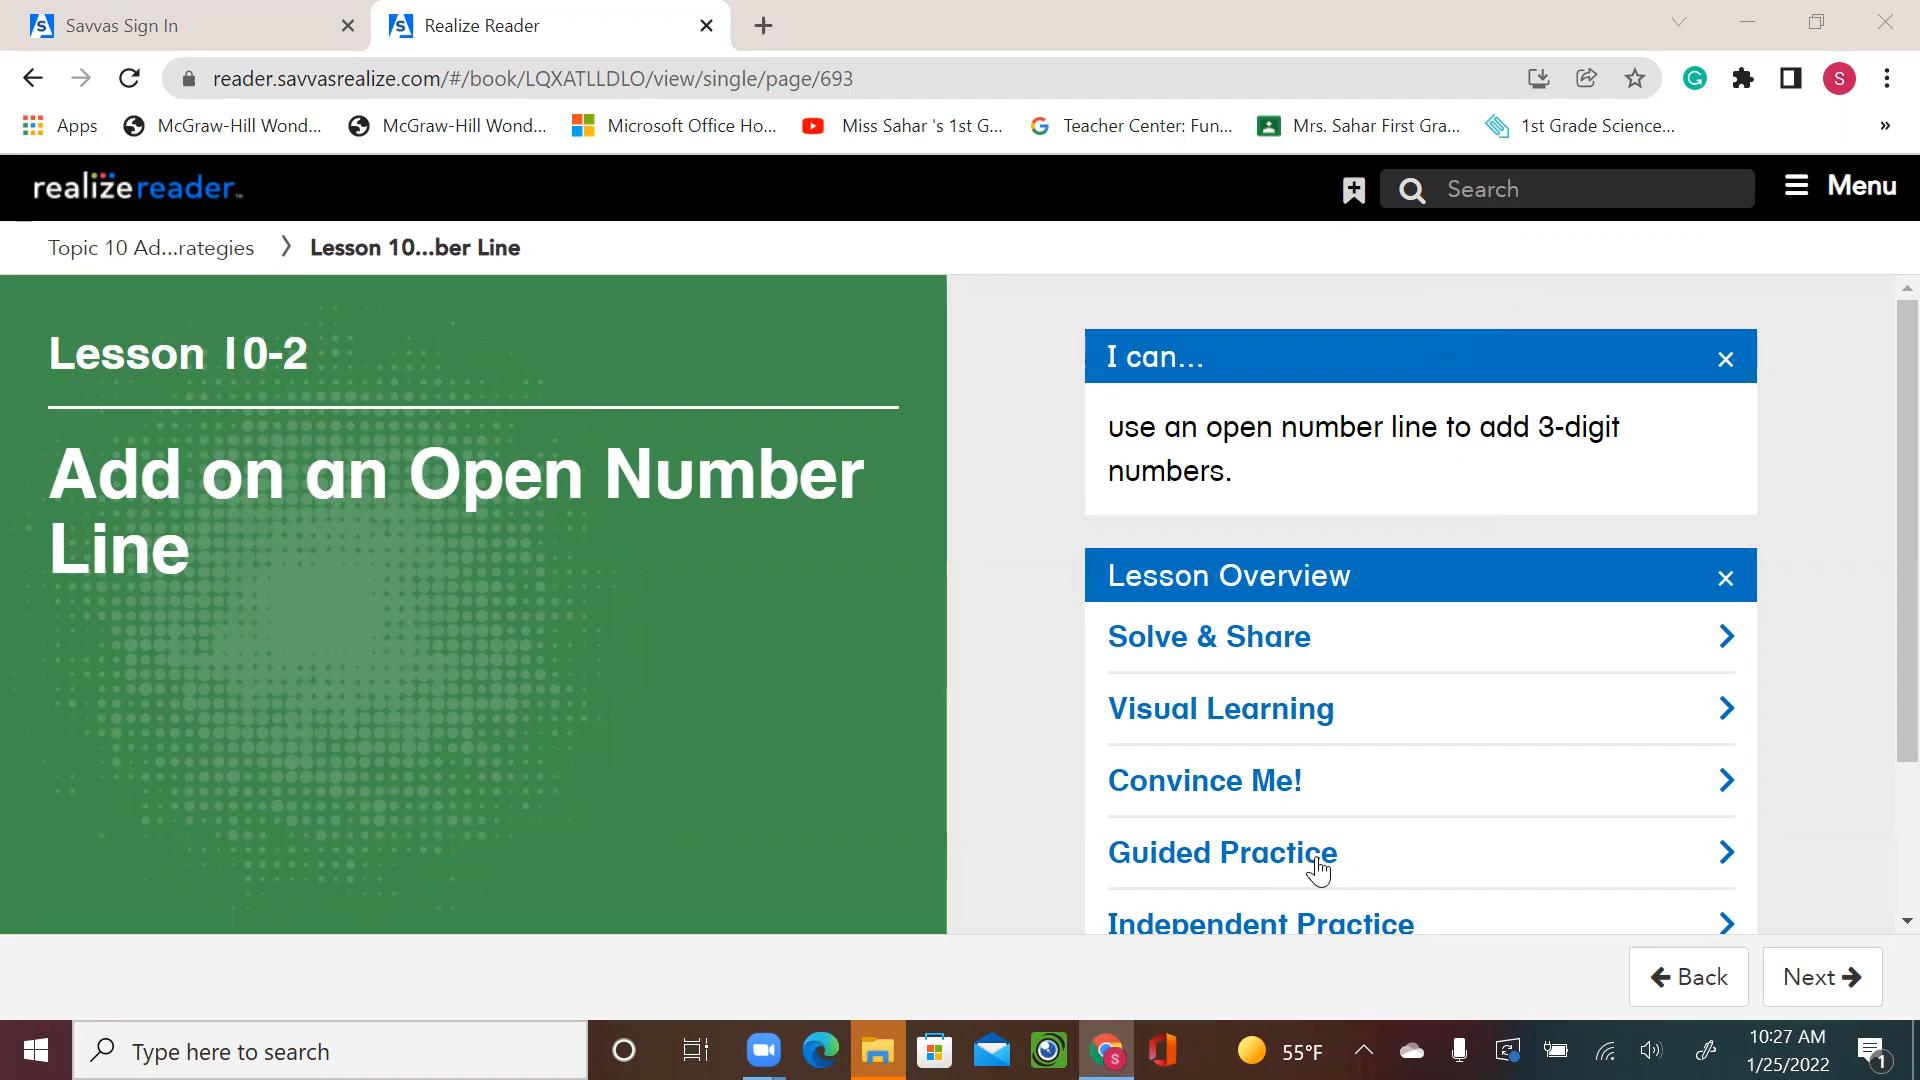 Savvas Sign In
Realize Reader
reader.savvasrealize.com/#/book/LQXATLLDLO/view/single/page/693
S
Apps
McGraw-Hill Wond...
McGraw-Hill Wond...
Microsoft Office Ho...
Miss Sahar 's 1st G...
Teacher Center: Fun...
Mrs. Sahar First Gra...
1st Grade Science...
»
realizereader™
Search
Menu
Topic 10 Ad...rategies
Lesson 10...ber Line
Lesson 10-2
Add on an Open Number
Line
I can...
use an open number line to add 3-digit
numbers.
Lesson Overview
Solve & Share
Visual Learning
Convince Me!
Guided Practice
Independent Practice
Back
Next
Type here to search
55°F
10:27 AM
1/25/2022
1